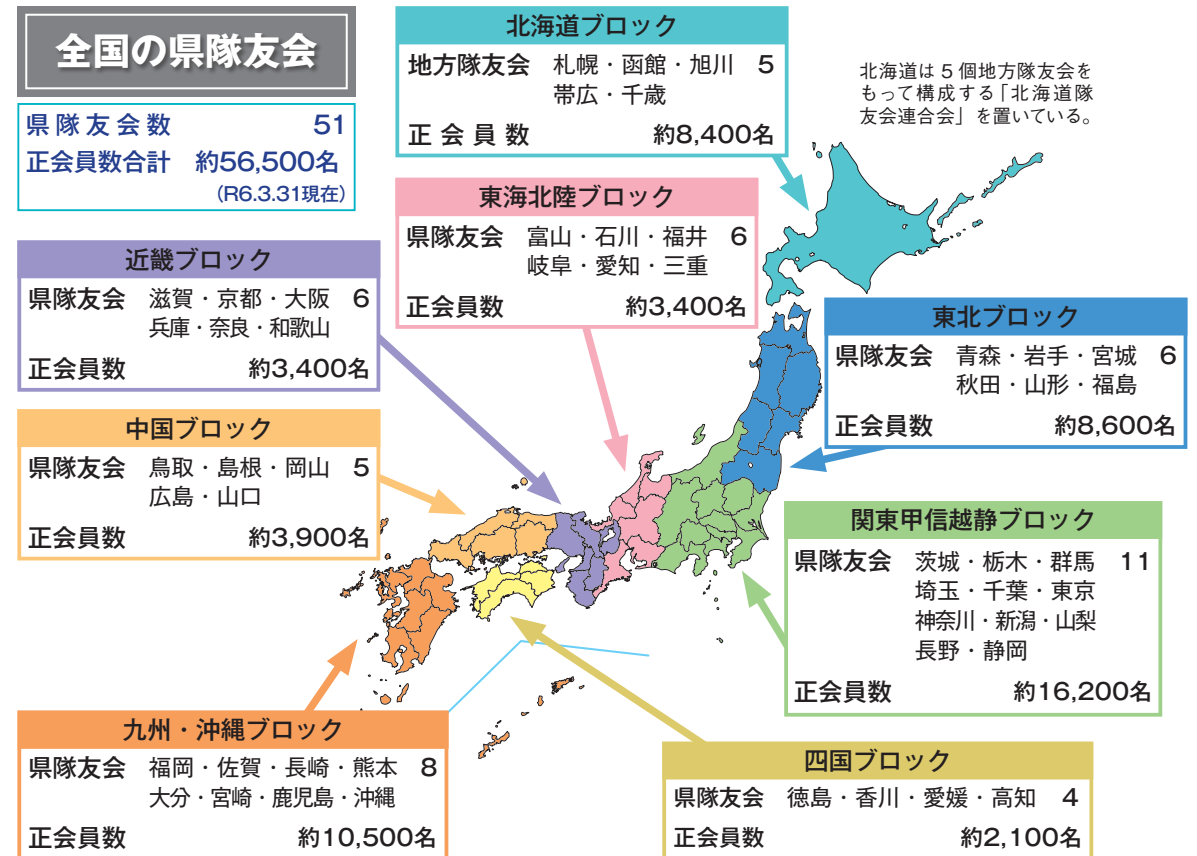 全国の県隊友会
県隊友会数 51
正会員数合計 約56,500名
(R6.3.31現在)
北海道ブロック
地方隊友会 札幌・函館・旭川 5
帯広・千歳
正会員数 約8,400名
北海道は5個地方隊友会を
もって構成する「北海道隊
友会連合会」を置いている。
東海北陸ブロック
県隊友会 富山・石川・福井 6
岐阜・愛知・三重
正会員数 約3,400名
近畿ブロック
県隊友会 滋賀・京都・大阪 6
兵庫・奈良・和歌山
正会員数 約3,400名
東北ブロック
県隊友会 青森・岩手・宮城 6
秋田・山形・福島
正会員数 約8,600名
中国ブロック
県隊友会 鳥取・島根・岡山 5
広島・山口
正会員数 約3,900名
関東甲信越静ブロック
県隊友会 茨城・栃木・群馬 11
埼玉・千葉・東京
神奈川・新潟・山梨
長野・静岡
正会員数 約16,200名
九州・沖縄ブロック
県隊友会 福岡・佐賀・長崎・熊本 8
大分・宮崎・鹿児島・沖縄
正会員数 約10,500名
四国ブロック
県隊友会 徳島・香川・愛媛・高知 4
正会員数 約2,100名